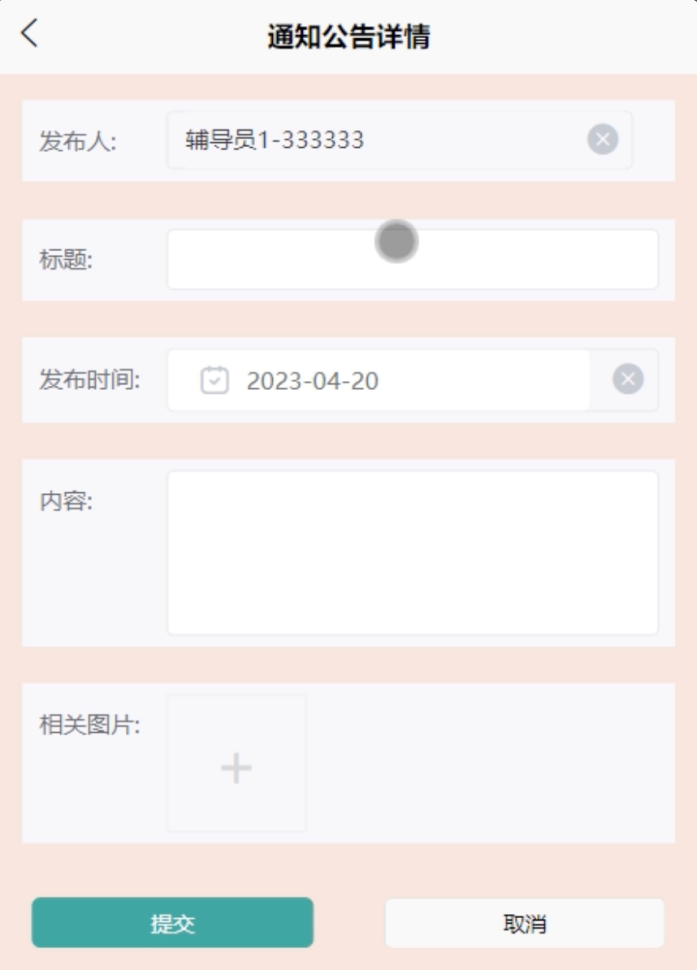 通知公告详情
发布人: 辅导员1-333333
标题:
发布时间: 2023-04-20
内容:
相关图片:
提交 取消